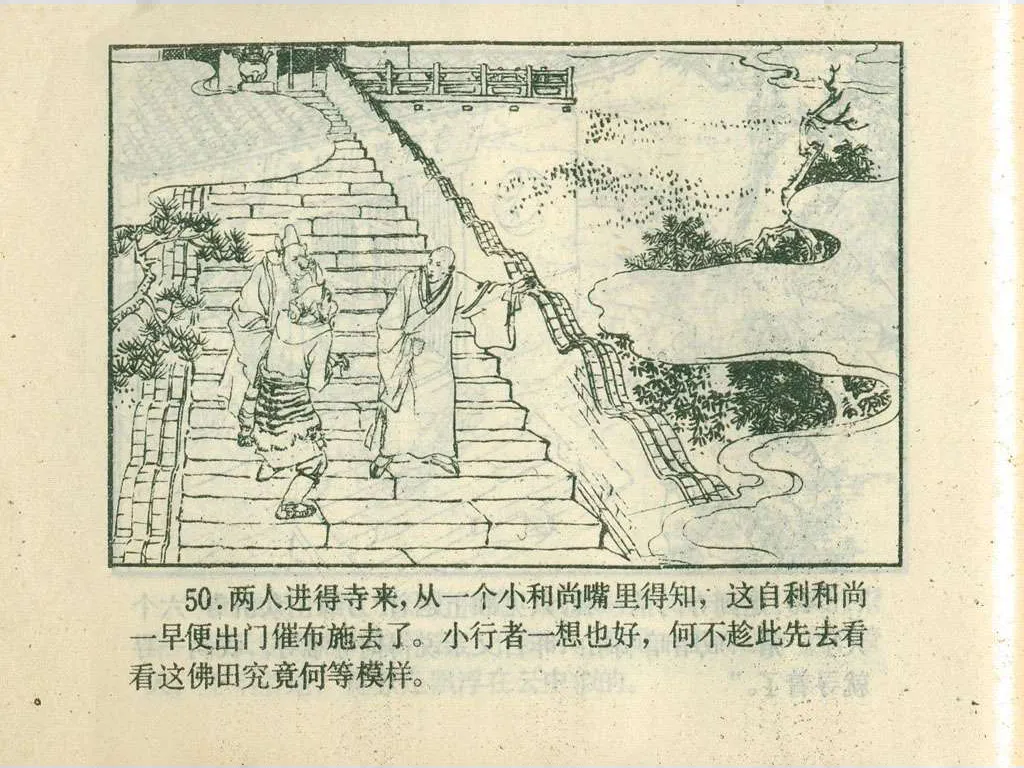 50.两人进得寺来，从一个小和尚嘴里得知，这自利和尚
一早便出门催布施去了。小行者一想也好，何不趁此先去看
看这佛田究竟何等模样。